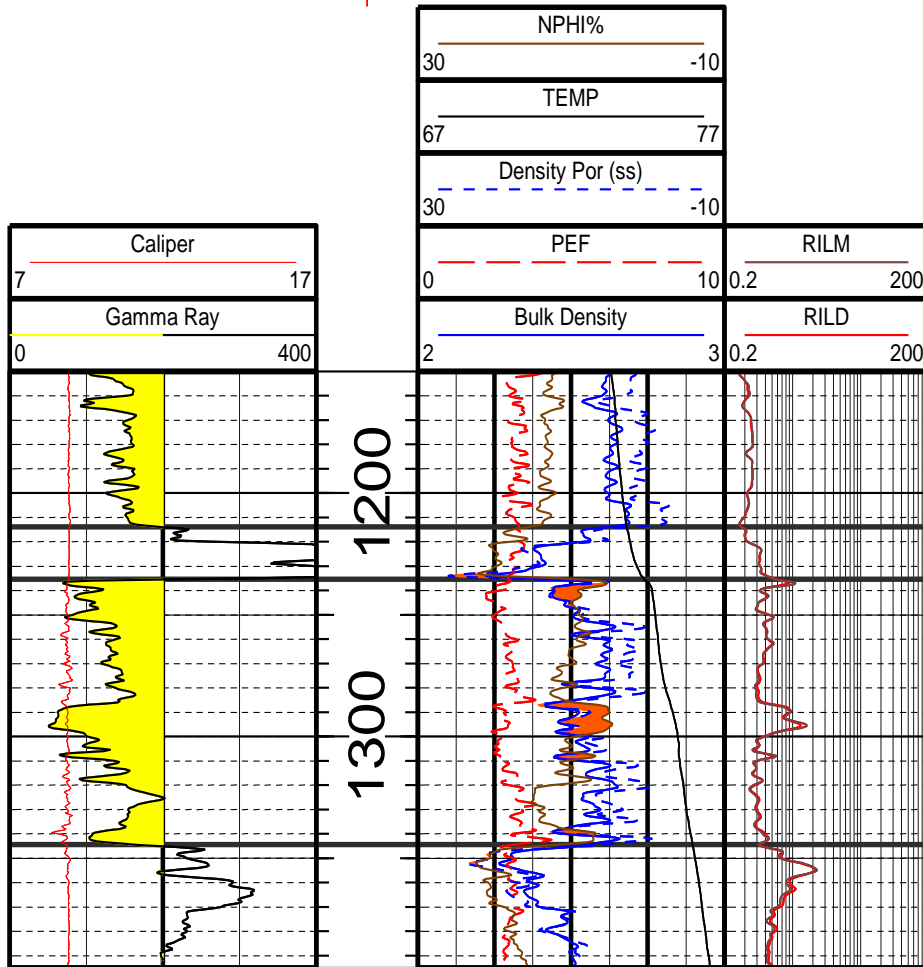 NPHI%
30 -10
TEMP
67 77
Density Por (ss)
30 -10
Caliper PEF RILM
7 17 0 10 0.2 200
Gamma Ray Bulk Density RILD
0 400 2 3 0.2 200
1200
1300